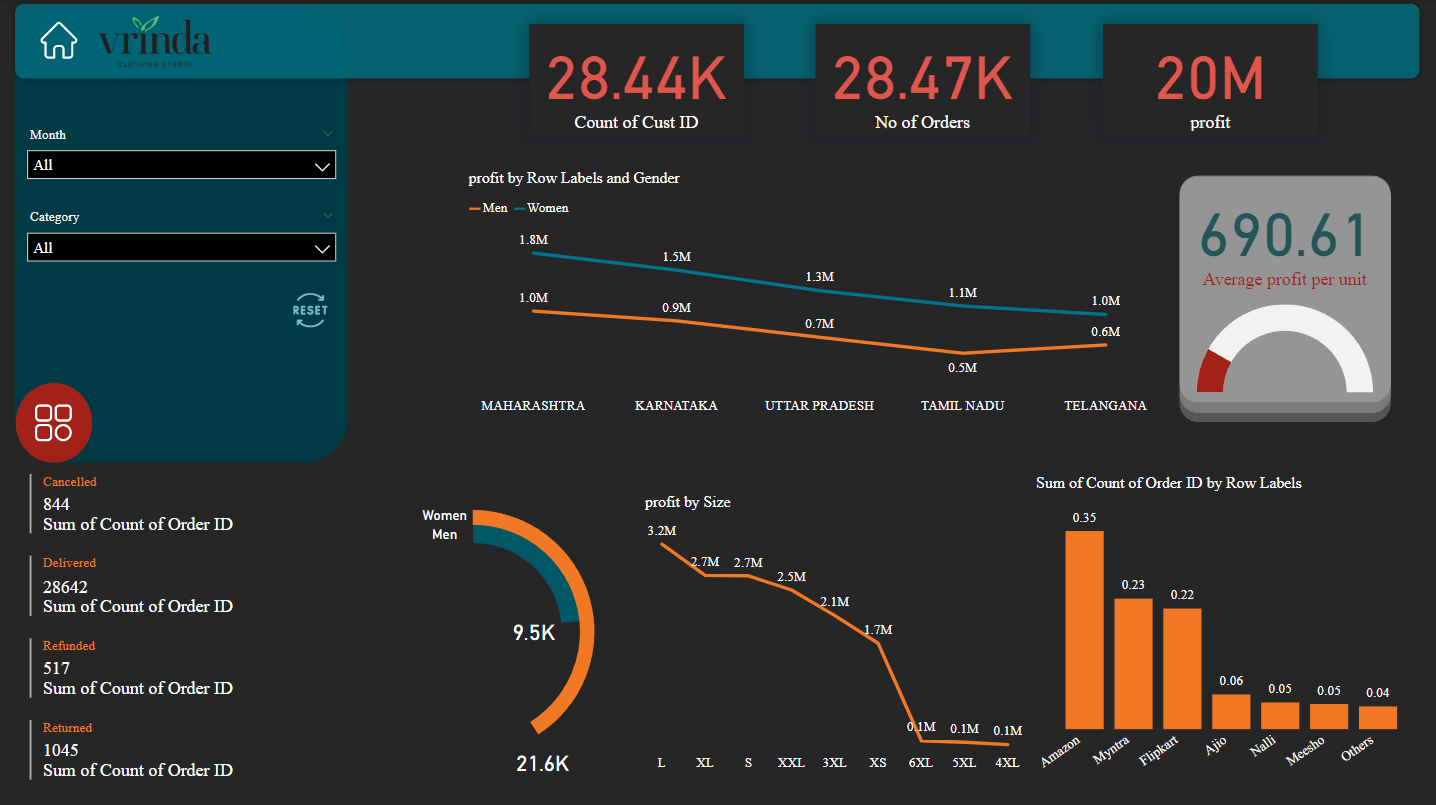 vrinda
CLOTHING STUDIO
28.44K
Count of Cust ID
28.47K
No of Orders
20M
profit
Month
All
Category
All
RESET
profit by Row Labels and Gender
Men Women
1.8M
1.5M
1.3M
1.1M
1.0M
1.0M
0.9M
0.7M
0.5M
0.6M
MAHARASHTRA KARNATAKA UTTAR PRADESH TAMIL NADU TELANGANA
690.61
Average profit per unit
Cancelled
844
Sum of Count of Order ID
Delivered
28642
Sum of Count of Order ID
Refunded
517
Sum of Count of Order ID
Returned
1045
Sum of Count of Order ID
Women
Men
9.5K
21.6K
profit by Size
3.2M
2.7M
2.7M
2.5M
2.1M
1.7M
0.1M
0.1M
0.1M
L XL S XXL 3XL XS 6XL 5XL 4XL
Sum of Count of Order ID by Row Labels
0.35
0.23
0.22
0.06
0.05
0.05
0.04
Amazon
Myntra
Flipkart
Ajio
Nalli
Meesho
Others